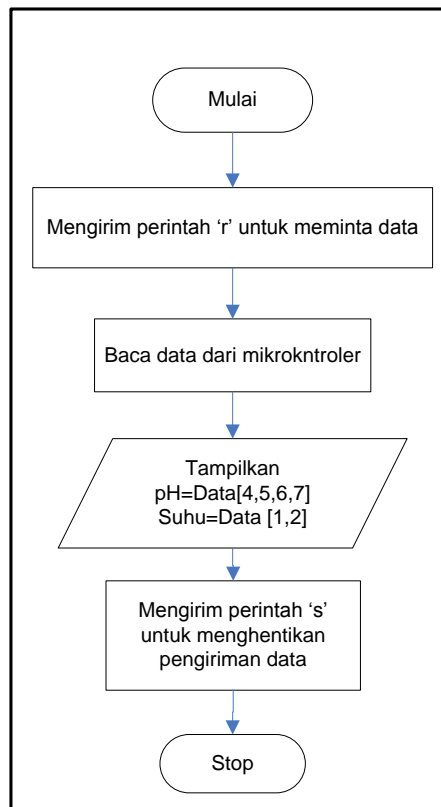 Mulai
Mengirim perintah ‘r’ untuk meminta data
Baca data dari mikrokntroler
Tampilkan
pH=Data[4,5,6,7]
Suhu=Data [1,2]
Mengirim perintah ‘s’
untuk menghentikan
pengiriman data
Stop